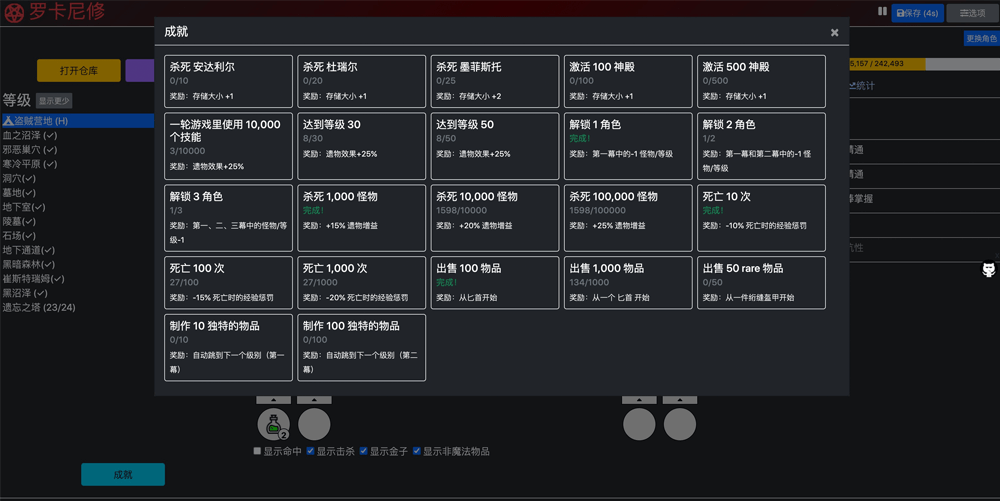 罗卡尼修
保存 (4s)
选项
更换角色
打开仓库
5,157 / 242,493
统计
等级
显示更少
盗贼营地 (H)
血之沼泽 (✓)
邪恶巢穴 (✓)
寒冷平原 (✓)
洞穴(✓)
墓地(✓)
地下室(✓)
陵墓(✓)
石场(✓)
地下通道(✓)
黑暗森林(✓)
崔斯特瑞姆(✓)
黑沼泽 (✓)
遗忘之塔 (23/24)
成就
×
杀死 安达利尔
0/10
奖励：存储大小 +1
杀死 杜瑞尔
0/20
奖励：存储大小 +1
杀死 墨菲斯托
0/25
奖励：存储大小 +2
激活 100 神殿
0/100
奖励：存储大小 +1
激活 500 神殿
0/500
奖励：存储大小 +1
一轮游戏里使用 10,000
个技能
3/10000
奖励：遗物效果+25%
达到等级 30
8/30
奖励：遗物效果+25%
达到等级 50
8/50
奖励：遗物效果+25%
解锁 1 角色
完成！
奖励：第一幕中的-1 怪物/等级
解锁 2 角色
1/2
奖励：第一幕和第二幕中的-1 怪
物/等级
解锁 3 角色
1/3
奖励：第一、二、三幕中的怪物/等
级-1
杀死 1,000 怪物
完成！
奖励：+15% 遗物增益
杀死 10,000 怪物
1598/10000
奖励：+20% 遗物增益
杀死 100,000 怪物
1598/100000
奖励：+25% 遗物增益
死亡 10 次
完成！
奖励：-10% 死亡时的经验惩罚
死亡 100 次
27/100
奖励：-15% 死亡时的经验惩罚
死亡 1,000 次
27/1000
奖励：-20% 死亡时的经验惩罚
出售 100 物品
完成！
奖励：从匕首开始
出售 1,000 物品
134/1000
奖励：从一个 匕首 开始
出售 50 rare 物品
0/50
奖励：从一件绗缝盔甲开始
制作 10 独特的物品
0/10
奖励：自动跳到下一个级别（第一
幕）
制作 100 独特的物品
0/100
奖励：自动跳到下一个级别（第二
幕）
精通
精通
掌握
抗性
2
显示命中
显示击杀
显示金子
显示非魔法物品
成就